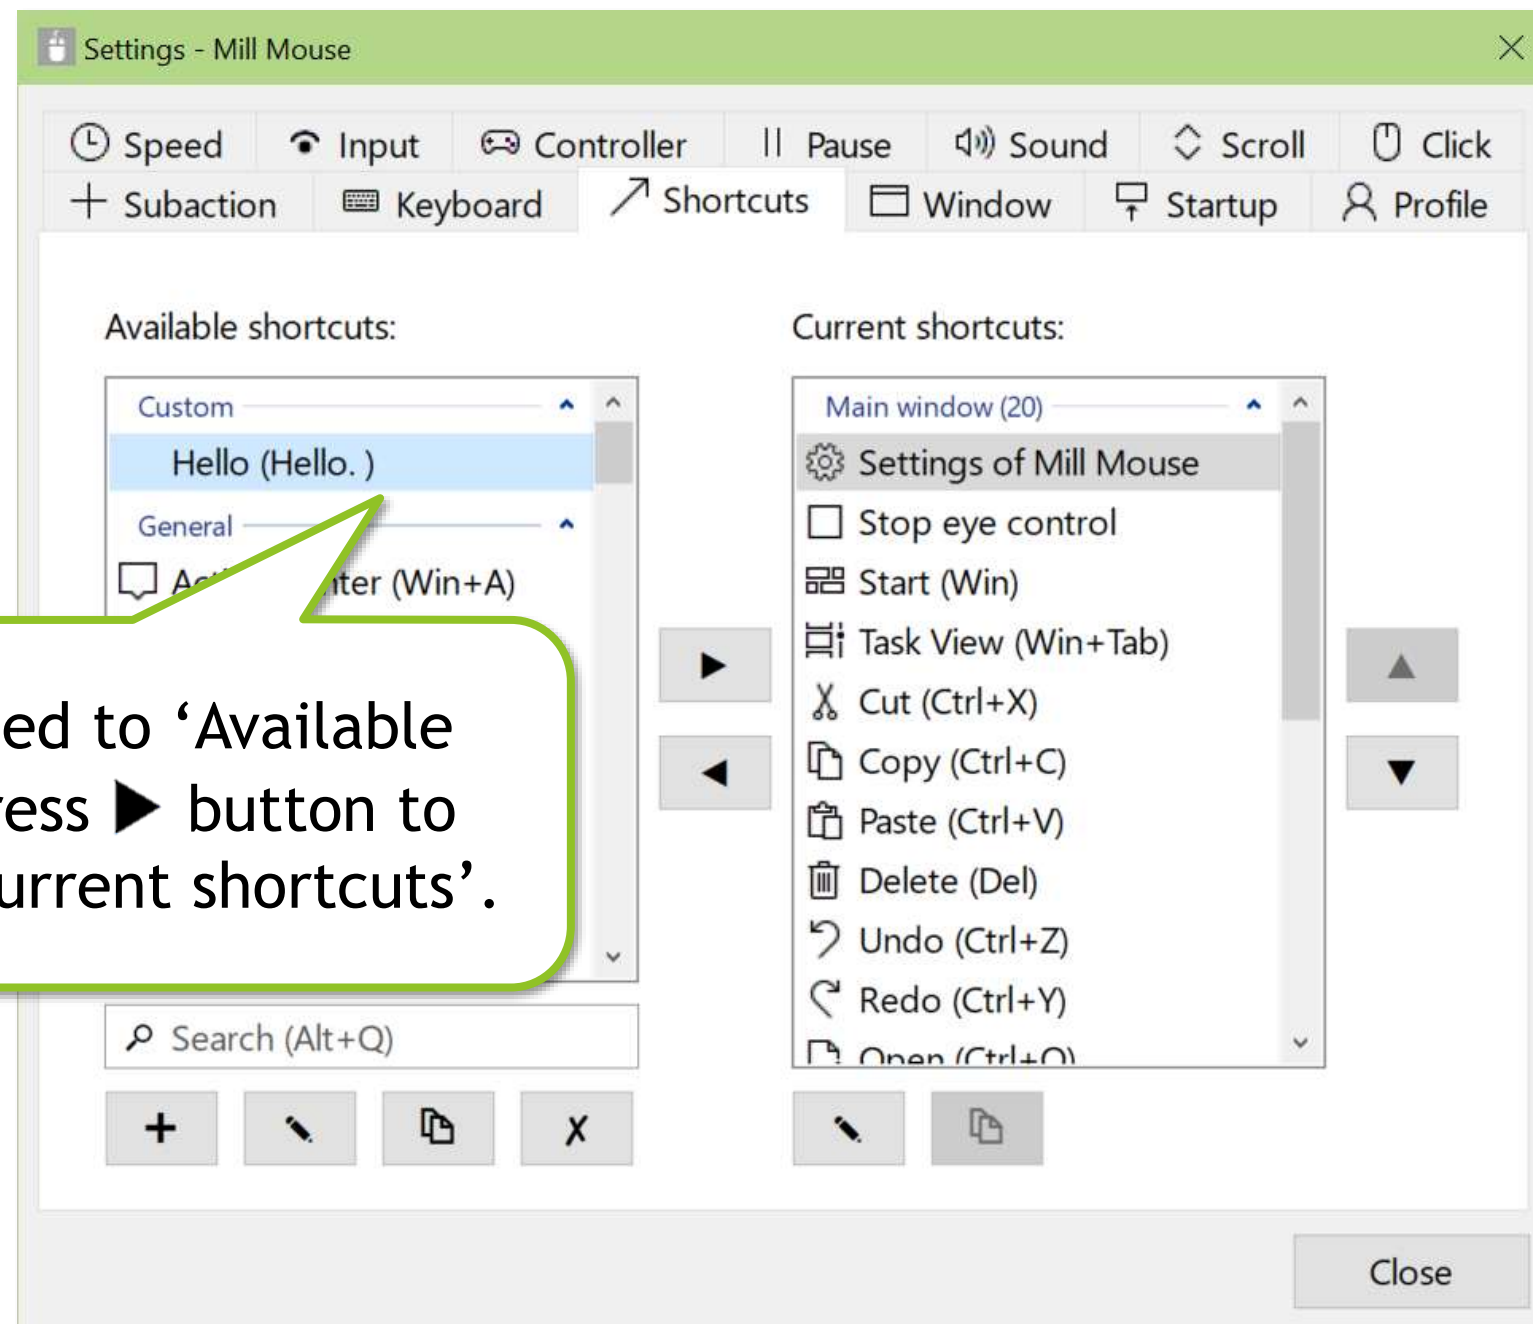 Settings - Mill Mouse
Speed Input Controller Pause Sound Scroll Click
Subaction Keyboard Shortcuts Window Startup Profile
Available shortcuts:
Custom
Hello (Hello. )
General
(Win+A)
ed to ‘Available
ress ▶ button to
urrent shortcuts’.
Search (Alt+Q)
Current shortcuts:
Main window (20)
Settings of Mill Mouse
Stop eye control
Start (Win)
Task View (Win+Tab)
Cut (Ctrl+X)
Copy (Ctrl+C)
Paste (Ctrl+V)
Delete (Del)
Undo (Ctrl+Z)
Redo (Ctrl+Y)
Open (Ctrl+O)
Close